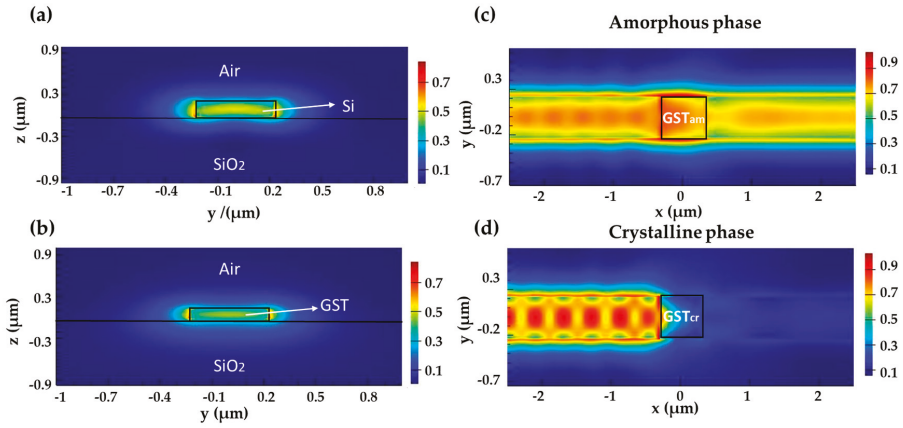 (a)
0.9
0.3
-0.3
-0.9
z (μm)
Air
Si
SiO2
-1 -0.7 -0.4 -0.1 0.2 0.5
y /(μm)
0.7
0.5
0.3
0.1
(b)
0.9
0.3
-0.3
-0.9
z (μm)
Air
GST
SiO2
-1 -0.7 -0.4 -0.1 0.2 0.5
y (μm)
0.7
0.5
0.3
0.1
(c) Amorphous phase
0.3
-0.2
-0.7
y (μm)
GSTam
-2 -1 0 1 2
x (μm)
0.9
0.7
0.5
0.3
0.1
(d) Crystalline phase
0.3
-0.2
-0.7
y (μm)
GSTcr
-2 -1 0 1 2
x (μm)
0.9
0.7
0.5
0.3
0.1